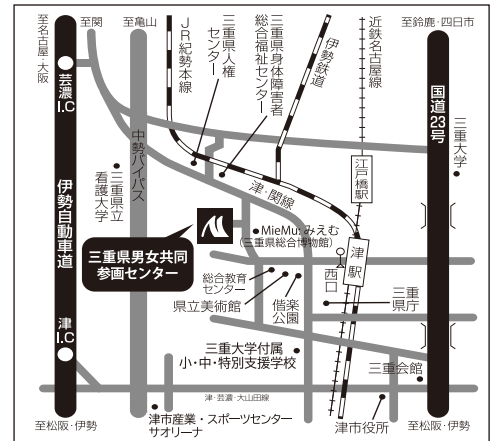 至名古屋・大阪
至関
至亀山
JR紀勢本線
三重県人権
センター
三重県身体障害者
総合福祉センター
伊勢鉄道
近鉄名古屋線
至鈴鹿・四日市
芸濃
I.C
中勢バイパス
三重県立
看護大学
伊勢自動車道
国道23号
三重大学
江戸橋駅
津・関線
MieMu:みえむ
(三重県総合博物館)
三重県男女共同
参画センター
津駅
西口
総合教育
センター
県立美術館
偕楽
公園
三重
県庁
津
I.C
三重大学付属
小・中・特別支援学校
三重会館
津・芸濃・大山田線
至松阪・伊勢
至亀山
津市産業・スポーツセンター
サオリーナ
津市役所
至松阪・伊勢